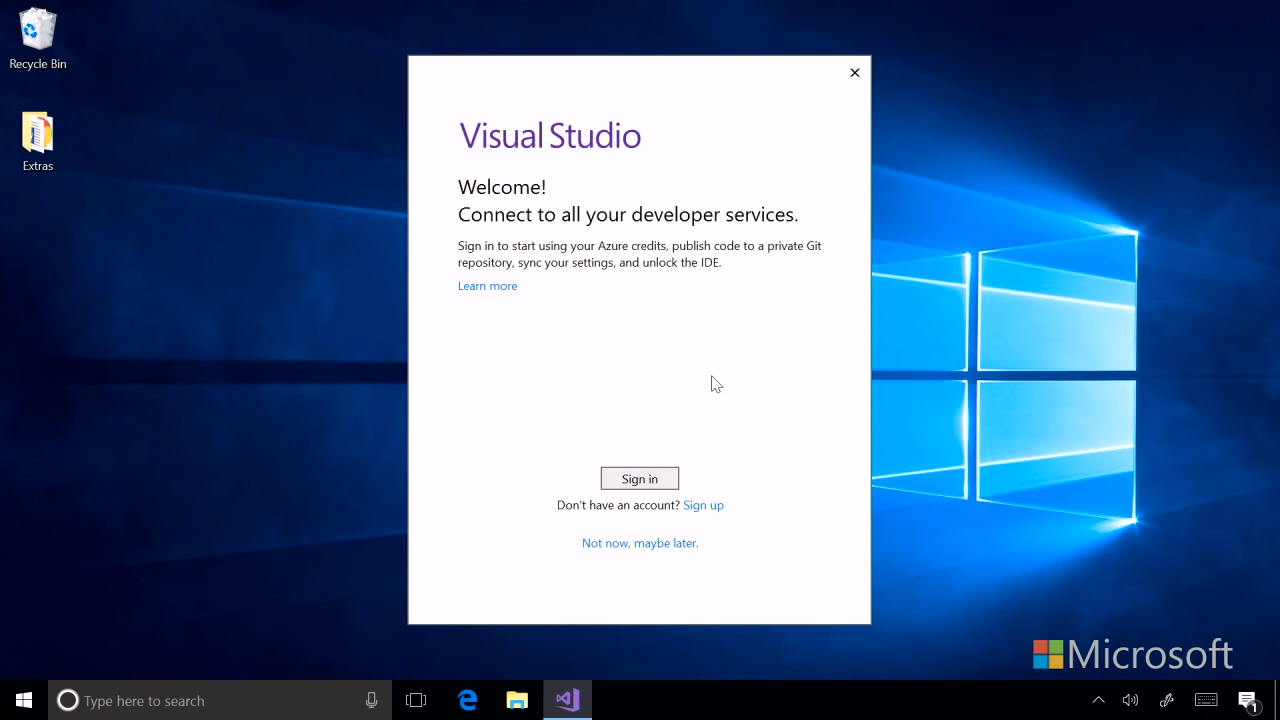 Recycle Bin
Extras
Visual Studio
Welcome!
Connect to all your developer services.
Sign in to start using your Azure credits, publish code to a private Git
repository, sync your settings, and unlock the IDE.
Learn more
Sign in
Don't have an account? Sign up
Not now, maybe later.
Microsoft
Type here to search
1